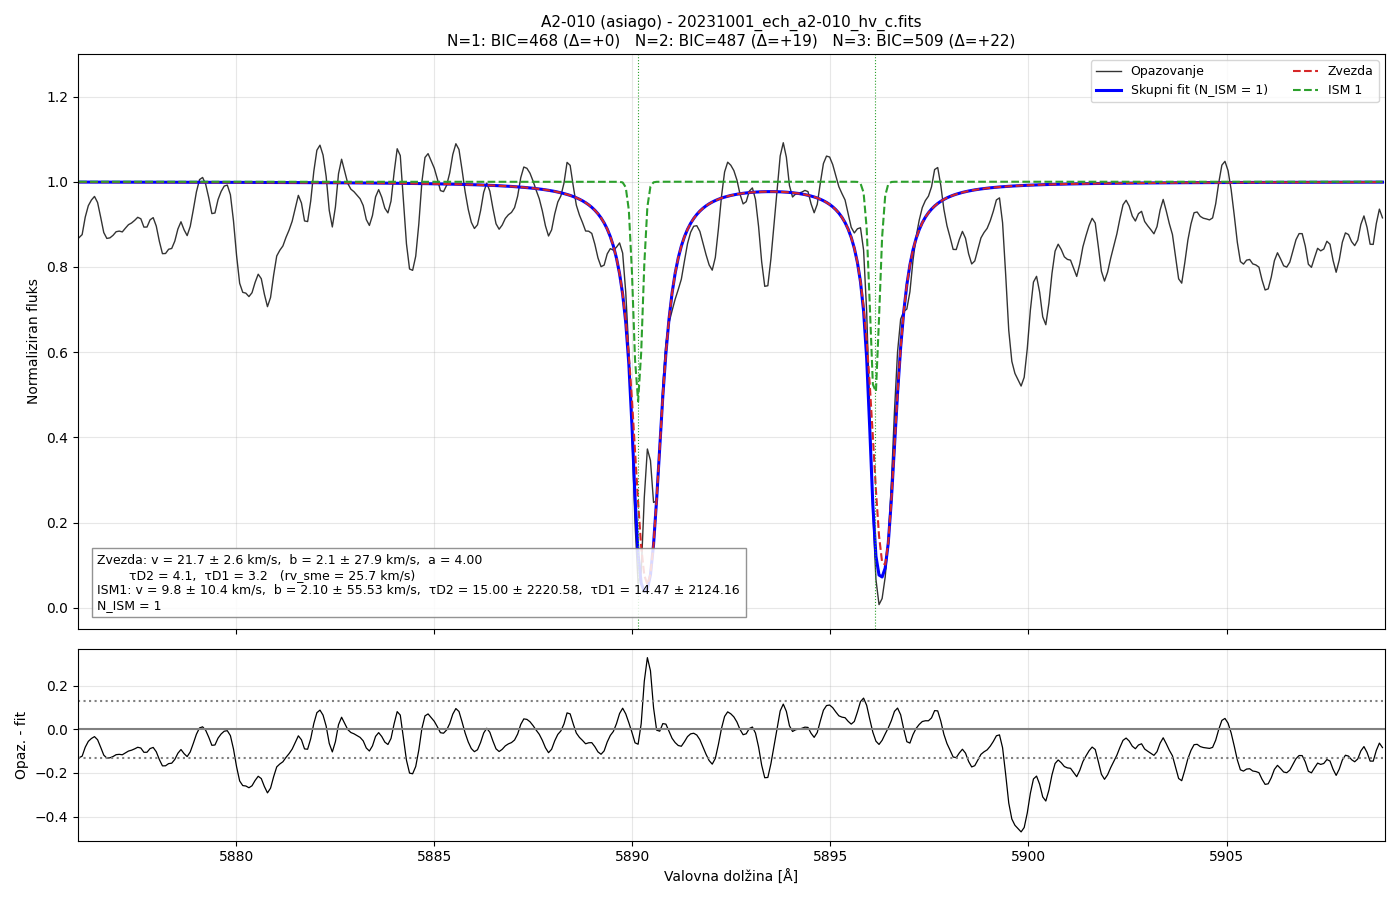 A2-010 (asiago) - 20231001_ech_a2-010_hv_c.fits
N=1: BIC=468 (Δ=+0)   N=2: BIC=487 (Δ=+19)   N=3: BIC=509 (Δ=+22)
Opazovanje
Skupni fit (N_ISM = 1)
Zvezda
ISM 1
Normaliziran fluks
1.2
1.0
0.8
0.6
0.4
0.2
0.0
Zvezda: v = 21.7 ± 2.6 km/s,  b = 2.1 ± 27.9 km/s,  a = 4.00
τD2 = 4.1,  τD1 = 3.2   (rv_sme = 25.7 km/s)
ISM1: v = 9.8 ± 10.4 km/s,  b = 2.10 ± 55.53 km/s,  τD2 = 15.00 ± 2220.58,  τD1 = 14.47 ± 2124.16
N_ISM = 1
Opaz. - fit
0.2
0.0
−0.2
−0.4
5880
5885
5890
5895
5900
5905
Valovna dolžina [Å]